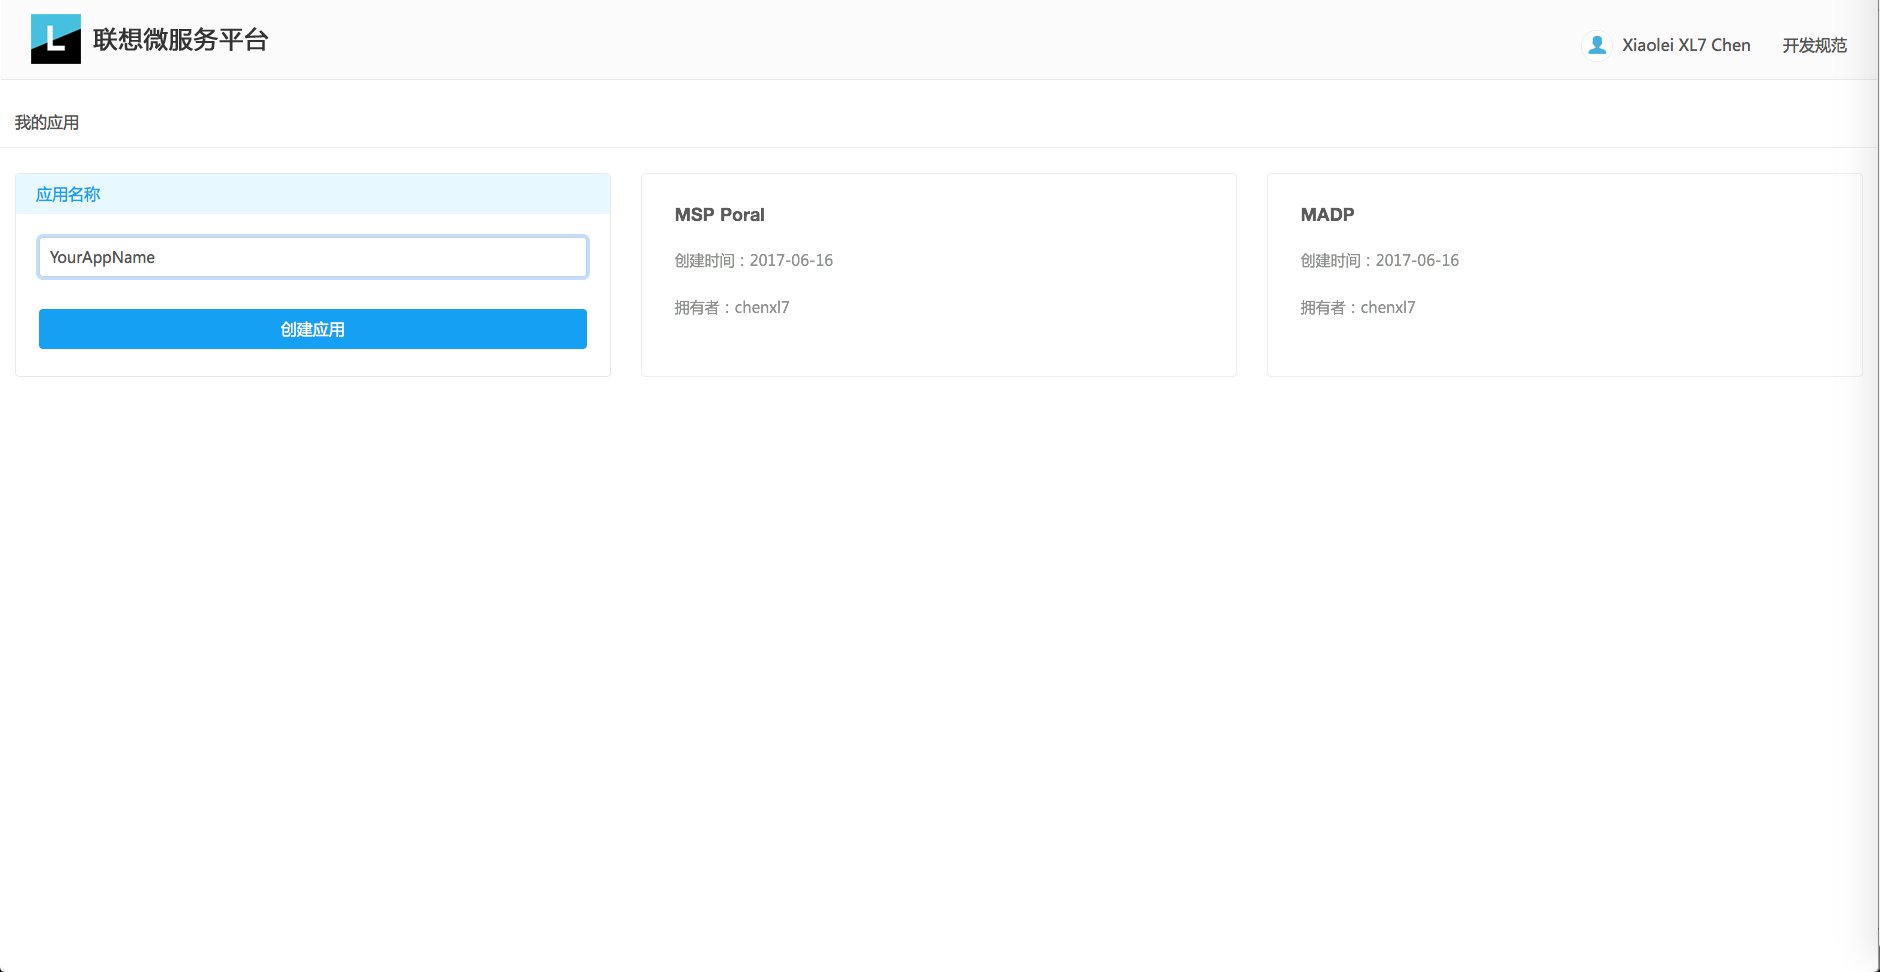 L 联想微服务平台
Xiaolei XL7 Chen 开发规范
我的应用
应用名称
YourAppName
创建应用
MSP Poral
创建时间：2017-06-16
拥有者：chenxl7
MADP
创建时间：2017-06-16
拥有者：chenxl7